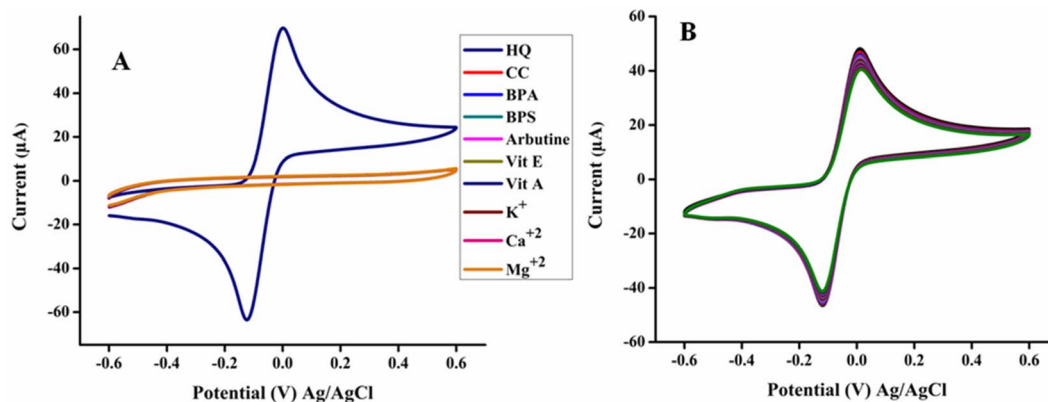 A
60
40
20
0
-20
-40
-60
Current (µA)
-0.6
-0.4
-0.2
0.0
0.2
0.4
0.6
Potential (V) Ag/AgCl
HQ
CC
BPA
BPS
Arbutine
Vit E
Vit A
K+
Ca+2
Mg+2
B
60
40
20
0
-20
-40
-60
Current (µA)
-0.6
-0.4
-0.2
0.0
0.2
0.4
0.6
Potential (V) Ag/AgCl